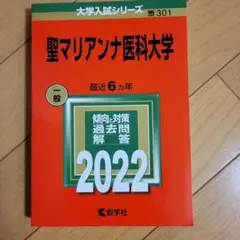 大学入試シリーズ 301
聖マリアンナ医科大学
一般
最近6ヵ年
傾向と対策
過去問
解答
2022
教学社